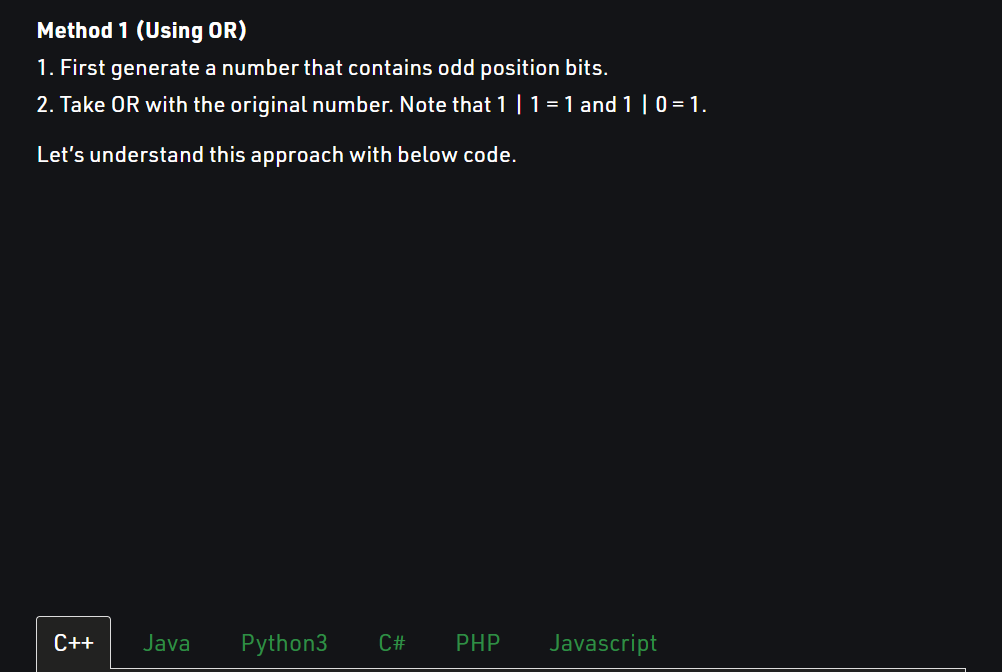 Method 1 (Using OR)
1. First generate a number that contains odd position bits.
2. Take OR with the original number. Note that 1 | 1 = 1 and 1 | 0 = 1.
Let’s understand this approach with below code.
C++ Java Python3 C# PHP Javascript